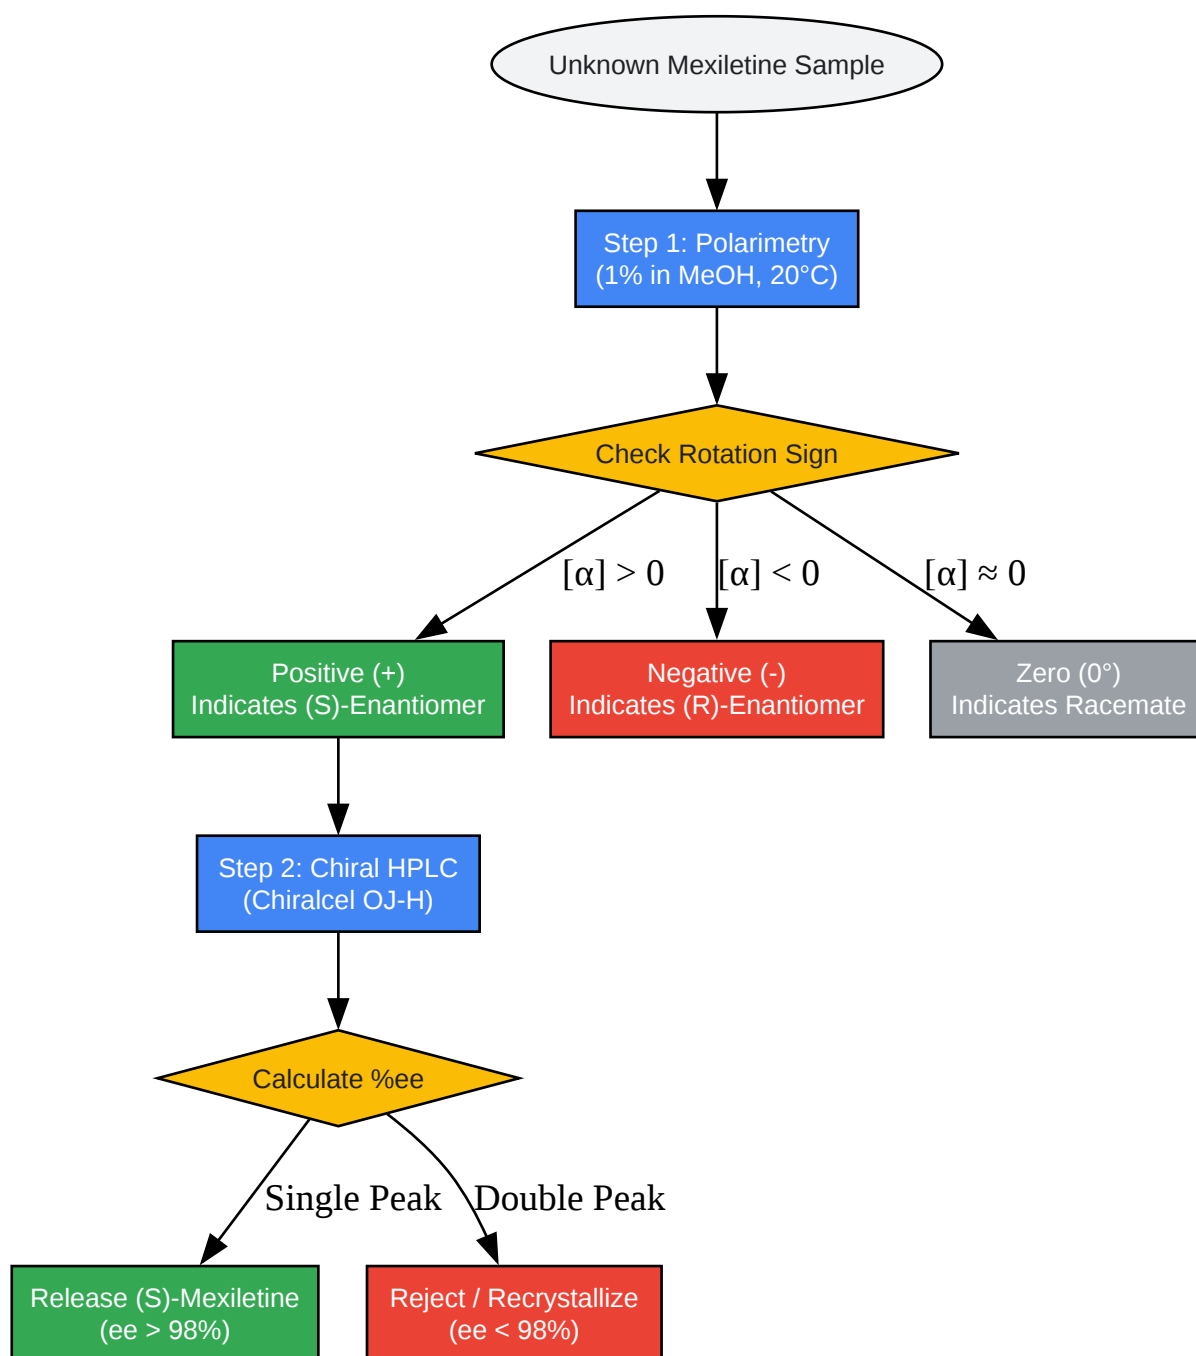 Unknown Mexiletine Sample
Step 1: Polarimetry
(1% in MeOH, 20°C)
Check Rotation Sign
[α] > 0
[α] < 0
[α] ≈ 0
Positive (+)
Indicates (S)-Enantiomer
Negative (-)
Indicates (R)-Enantiomer
Zero (0°)
Indicates Racemate
Step 2: Chiral HPLC
(Chiralcel OJ-H)
Calculate %ee
Single Peak
Double Peak
Release (S)-Mexiletine
(ee > 98%)
Reject / Recrystallize
(ee < 98%)